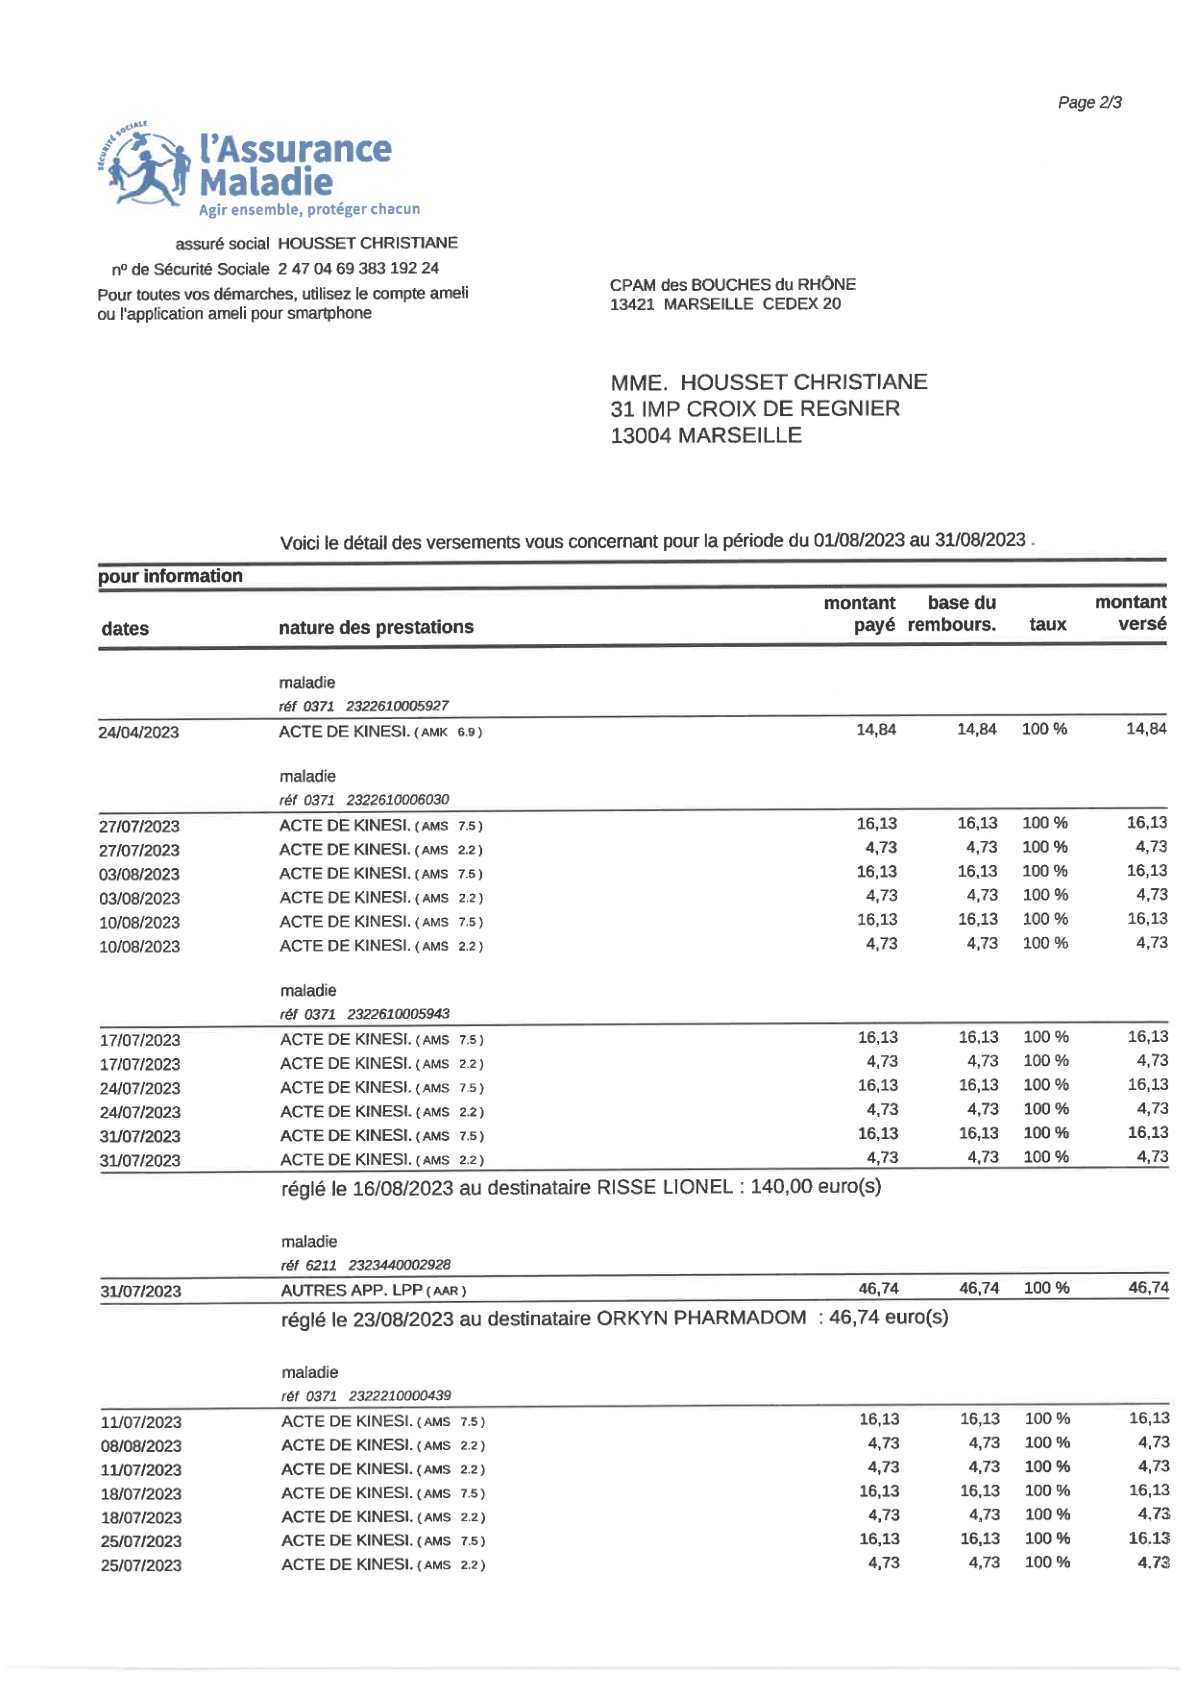 Page 2/3
SÉCURITÉ SOCIALE
l'Assurance
Maladie
Agir ensemble, protéger chacun
assuré social HOUSSET CHRISTIANE
nº de Sécurité Sociale 2 47 04 69 383 192 24
Pour toutes vos démarches, utilisez le compte ameli
ou l'application ameli pour smartphone
CPAM des BOUCHES du RHÔNE
13421 MARSEILLE CEDEX 20
MME. HOUSSET CHRISTIANE
31 IMP CROIX DE REGNIER
13004 MARSEILLE
Voici le détail des versements vous concernant pour la période du 01/08/2023 au 31/08/2023 .
pour information
montant base du montant
dates nature des prestations payé rembours. taux versé
maladie
réf 0371 2322610005927
24/04/2023 ACTE DE KINESI. ( AMK 6.9 ) 14,84 14,84 100 % 14,84
maladie
réf 0371 2322610006030
27/07/2023 ACTE DE KINESI. ( AMS 7.5 ) 16,13 16,13 100 % 16,13
27/07/2023 ACTE DE KINESI. ( AMS 2.2 ) 4,73 4,73 100 % 4,73
03/08/2023 ACTE DE KINESI. ( AMS 7.5 ) 16,13 16,13 100 % 16,13
03/08/2023 ACTE DE KINESI. ( AMS 2.2 ) 4,73 4,73 100 % 4,73
10/08/2023 ACTE DE KINESI. ( AMS 7.5 ) 16,13 16,13 100 % 16,13
10/08/2023 ACTE DE KINESI. ( AMS 2.2 ) 4,73 4,73 100 % 4,73
maladie
réf 0371 2322610005943
17/07/2023 ACTE DE KINESI. ( AMS 7.5 ) 16,13 16,13 100 % 16,13
17/07/2023 ACTE DE KINESI. ( AMS 2.2 ) 4,73 4,73 100 % 4,73
24/07/2023 ACTE DE KINESI. ( AMS 7.5 ) 16,13 16,13 100 % 16,13
24/07/2023 ACTE DE KINESI. ( AMS 2.2 ) 4,73 4,73 100 % 4,73
31/07/2023 ACTE DE KINESI. ( AMS 7.5 ) 16,13 16,13 100 % 16,13
31/07/2023 ACTE DE KINESI. ( AMS 2.2 ) 4,73 4,73 100 % 4,73
réglé le 16/08/2023 au destinataire RISSE LIONEL : 140,00 euro(s)
maladie
réf 6211 2323440002928
31/07/2023 AUTRES APP. LPP ( AAR ) 46,74 46,74 100 % 46,74
réglé le 23/08/2023 au destinataire ORKYN PHARMADOM : 46,74 euro(s)
maladie
réf 0371 2322210000439
11/07/2023 ACTE DE KINESI. ( AMS 7.5 ) 16,13 16,13 100 % 16,13
08/08/2023 ACTE DE KINESI. ( AMS 2.2 ) 4,73 4,73 100 % 4,73
11/07/2023 ACTE DE KINESI. ( AMS 2.2 ) 4,73 4,73 100 % 4,73
18/07/2023 ACTE DE KINESI. ( AMS 7.5 ) 16,13 16,13 100 % 16,13
18/07/2023 ACTE DE KINESI. ( AMS 2.2 ) 4,73 4,73 100 % 4,73
25/07/2023 ACTE DE KINESI. ( AMS 7.5 ) 16,13 16,13 100 % 16,13
25/07/2023 ACTE DE KINESI. ( AMS 2.2 ) 4,73 4,73 100 % 4,73